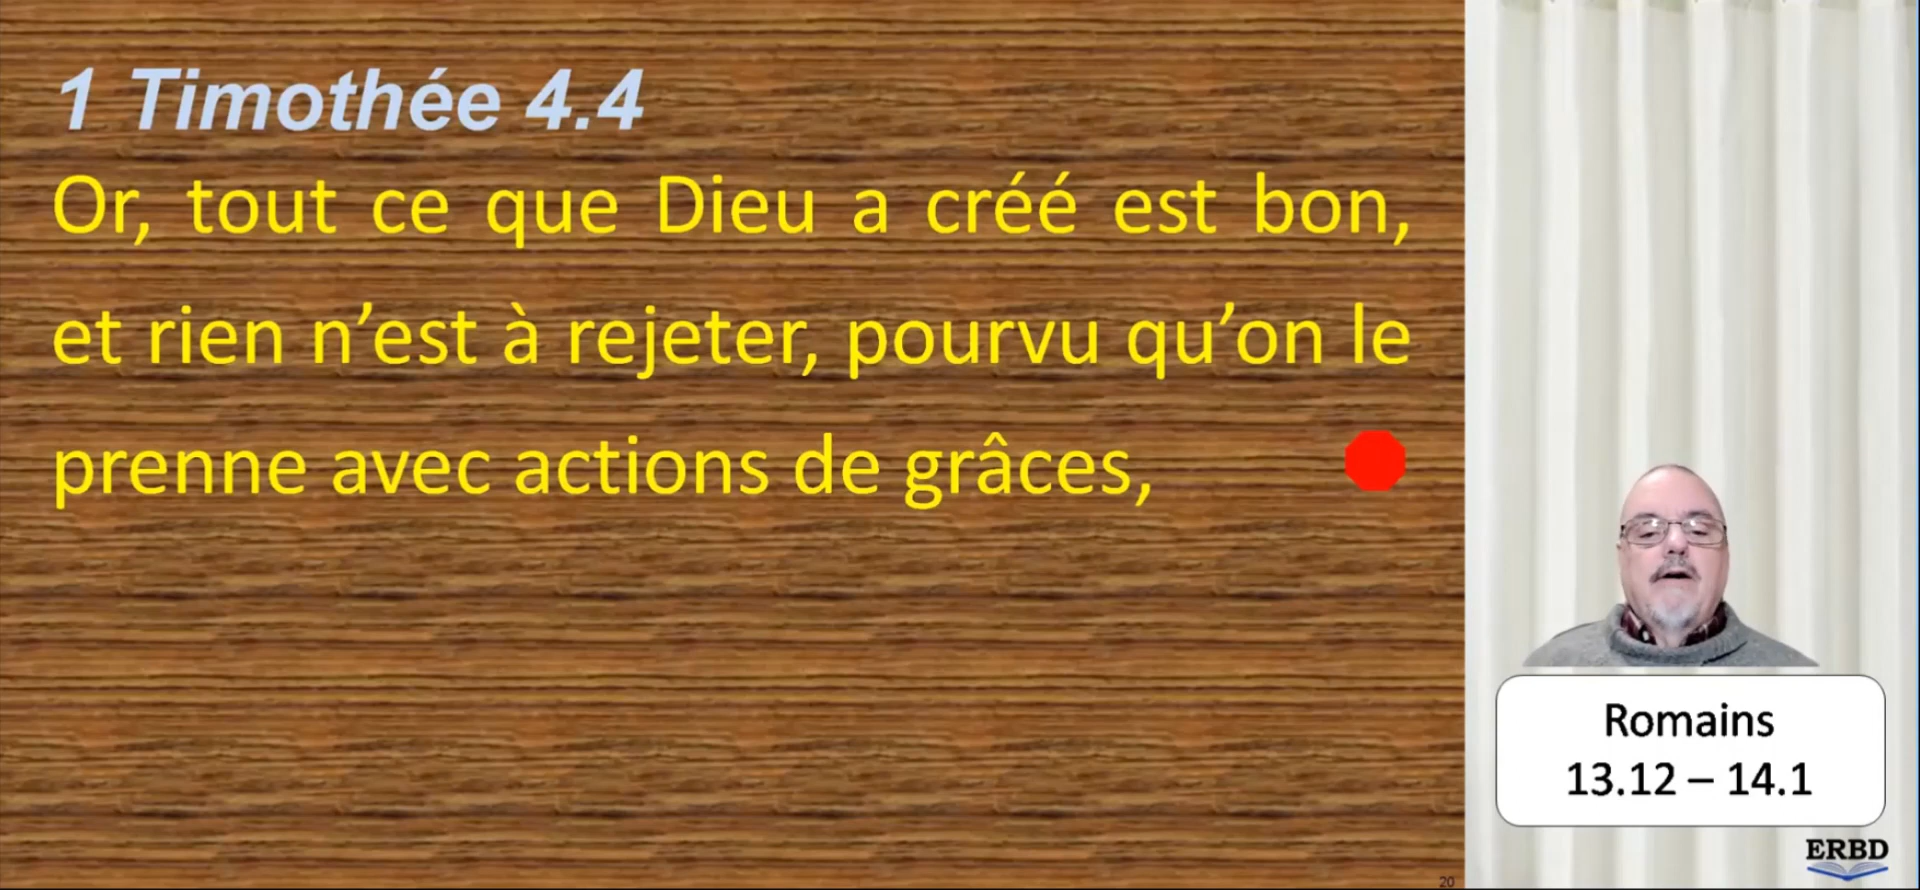 1 Timothée 4.4
Or, tout ce que Dieu a créé est bon,
et rien n’est à rejeter, pourvu qu’on le
prenne avec actions de grâces,
Romains
13.12 – 14.1
ERBD
20